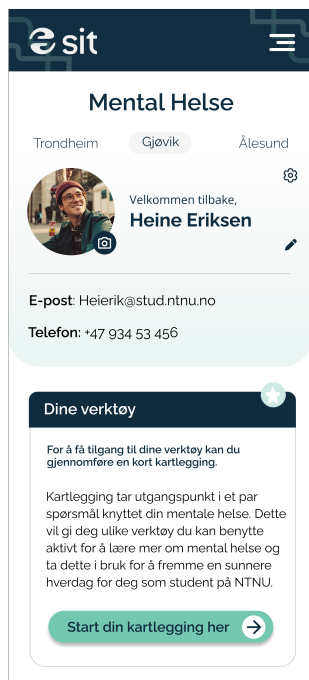 sit
Mental Helse
Trondheim Gjøvik Ålesund
Velkommen tilbake,
Heine Eriksen
E-post: Heierik@stud.ntnu.no
Telefon: +47 934 53 456
Dine verktøy
For å få tilgang til dine verktøy kan du
gjennomføre en kort kartlegging.
Kartlegging tar utgangspunkt i et par
spørsmål knyttet din mentale helse. Dette
vil gi deg ulike verktøy du kan benytte
aktivt for å lære mer om mental helse og
ta dette i bruk for å fremme en sunnere
hverdag for deg som student på NTNU.
Start din kartlegging her